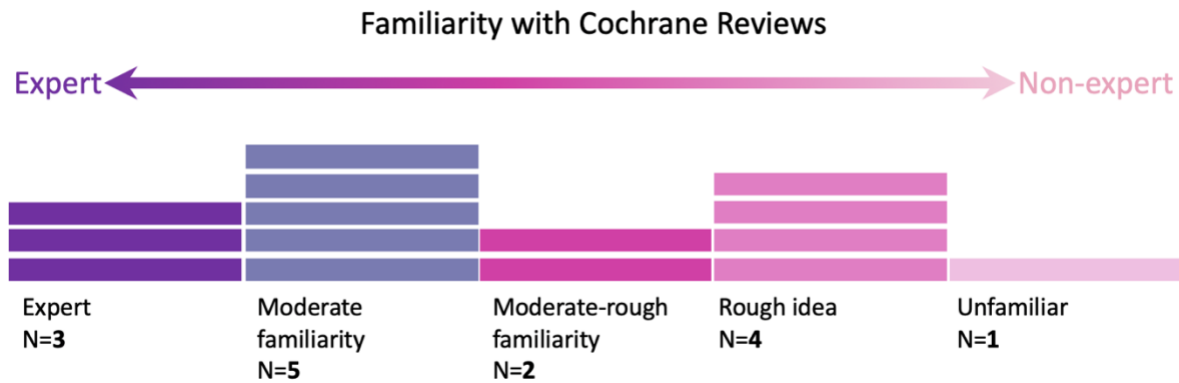 Familiarity with Cochrane Reviews
Expert
Non-expert
Expert
N=3
Moderate
familiarity
N=5
Moderate-rough
familiarity
N=2
Rough idea
N=4
Unfamiliar
N=1